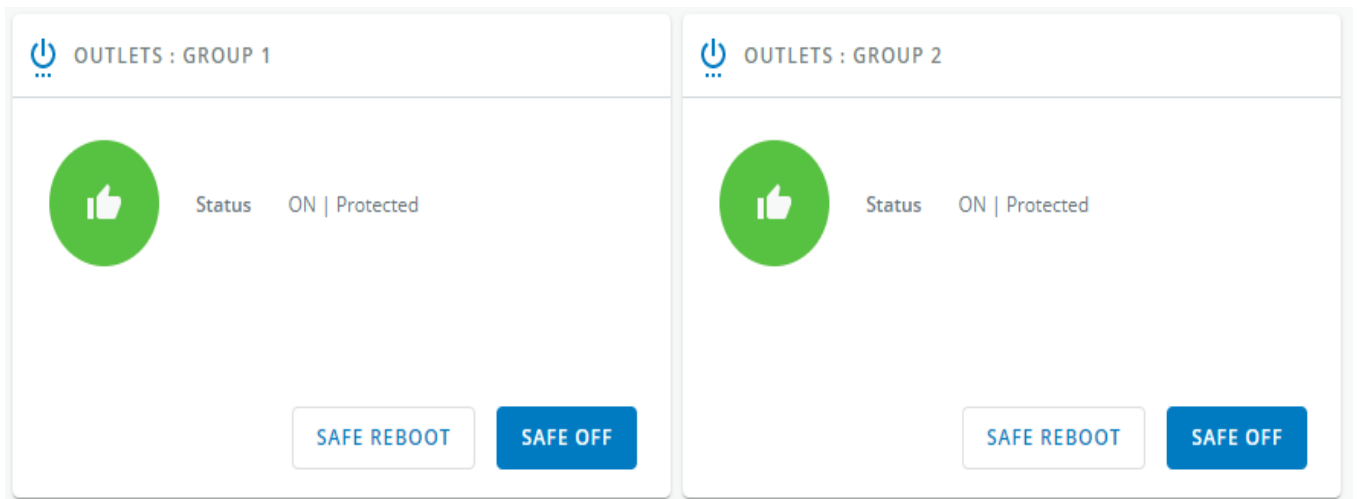 OUTLETS : GROUP 1
Status ON | Protected
SAFE REBOOT SAFE OFF
OUTLETS : GROUP 2
Status ON | Protected
SAFE REBOOT SAFE OFF